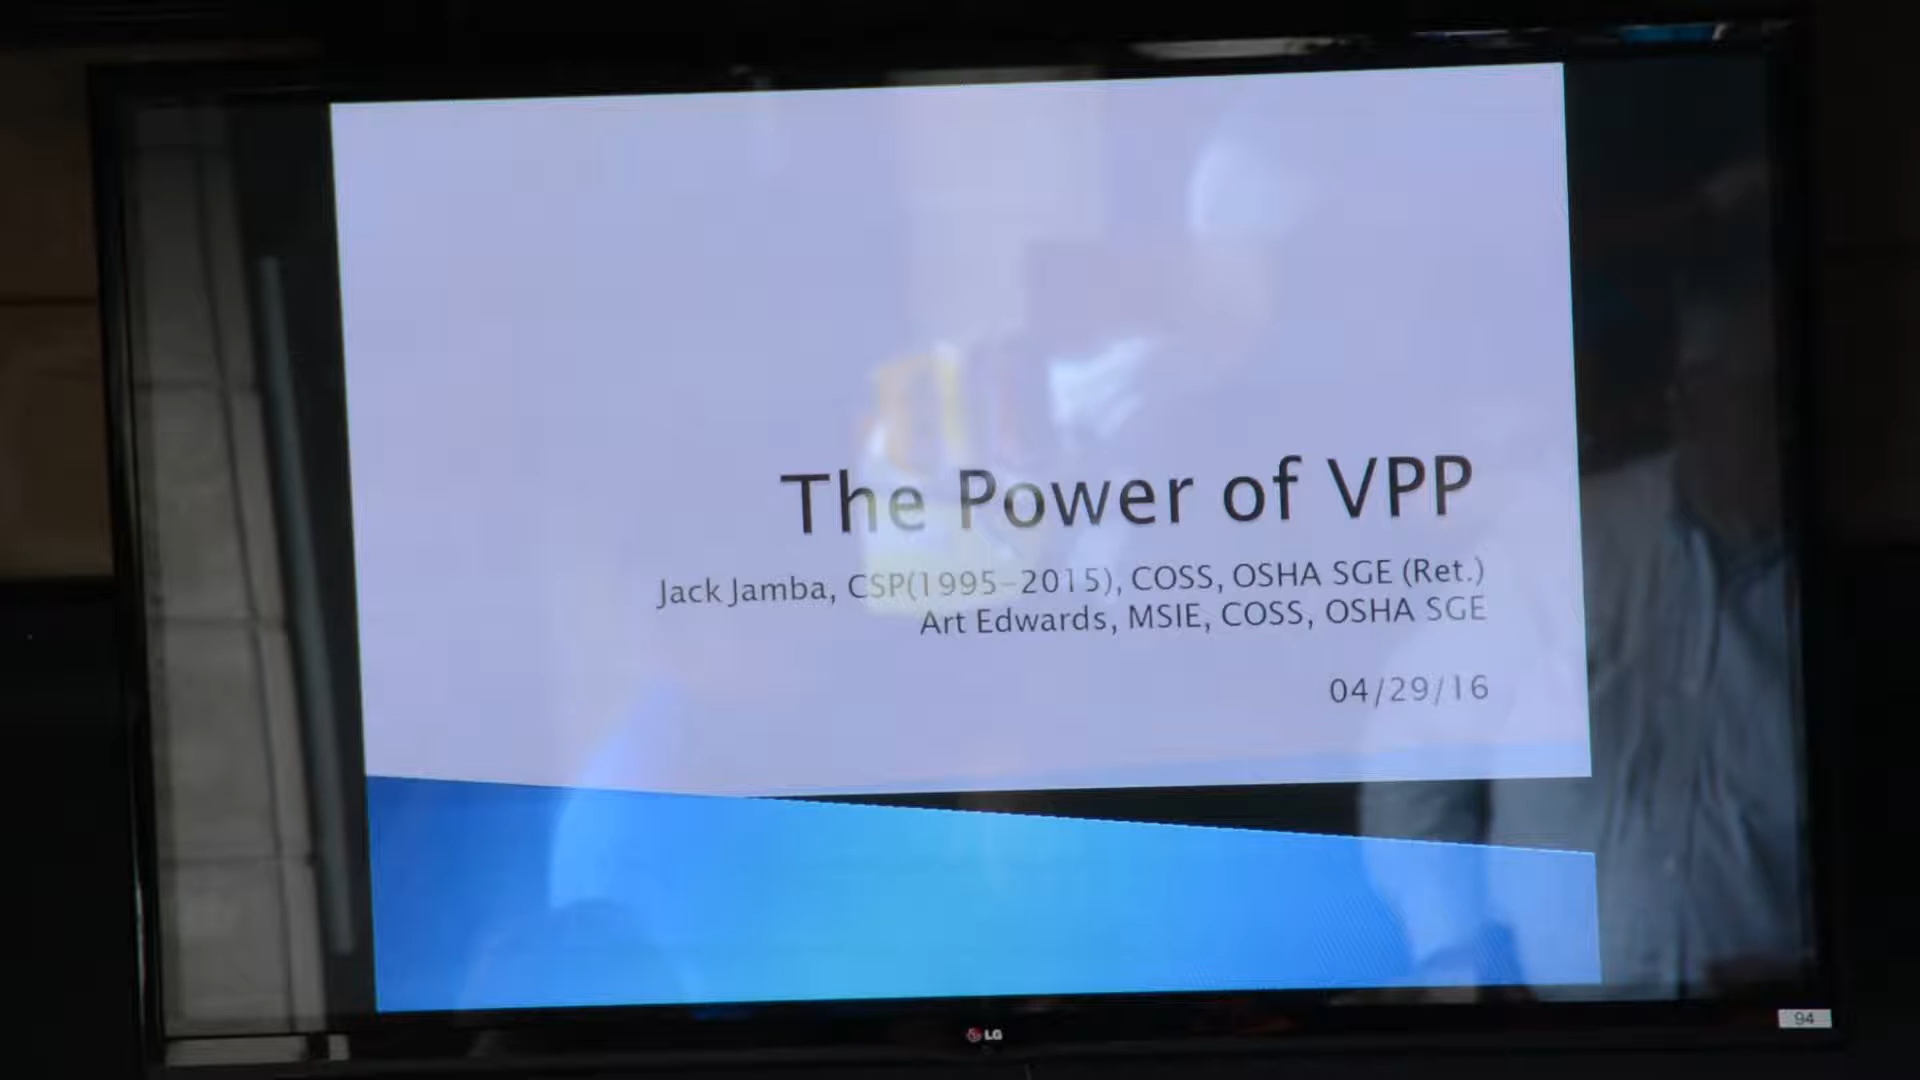 The Power of VPP
Jack Jamba, CSP(1995-2015), COSS, OSHA SGE (Ret.)
Art Edwards, MSIE, COSS, OSHA SGE
04/29/16
LG
94